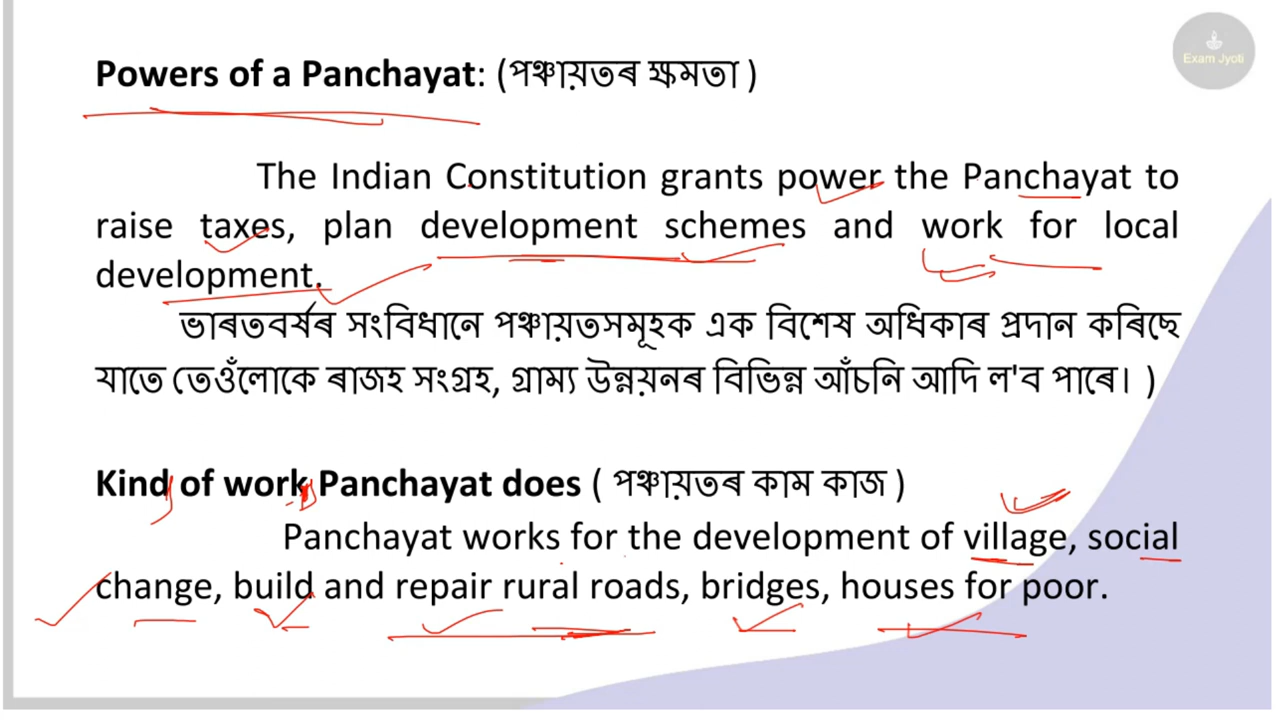 Exam Jyoti
Powers of a Panchayat: (পঞ্চায়তৰ ক্ষমতা )
The Indian Constitution grants power the Panchayat to
raise taxes, plan development schemes and work for local
development.
ভাৰতবৰ্ষৰ সংবিধানে পঞ্চায়তসমূহক এক বিশেষ অধিকাৰ প্ৰদান কৰিছে
যাতে তেওঁলোকে ৰাজহ সংগ্ৰহ, গ্ৰাম্য উন্নয়নৰ বিভিন্ন আঁচনি আদি ল'ব পাৰে। )
Kind of work Panchayat does ( পঞ্চায়তৰ কাম কাজ )
Panchayat works for the development of village, social
change, build and repair rural roads, bridges, houses for poor.